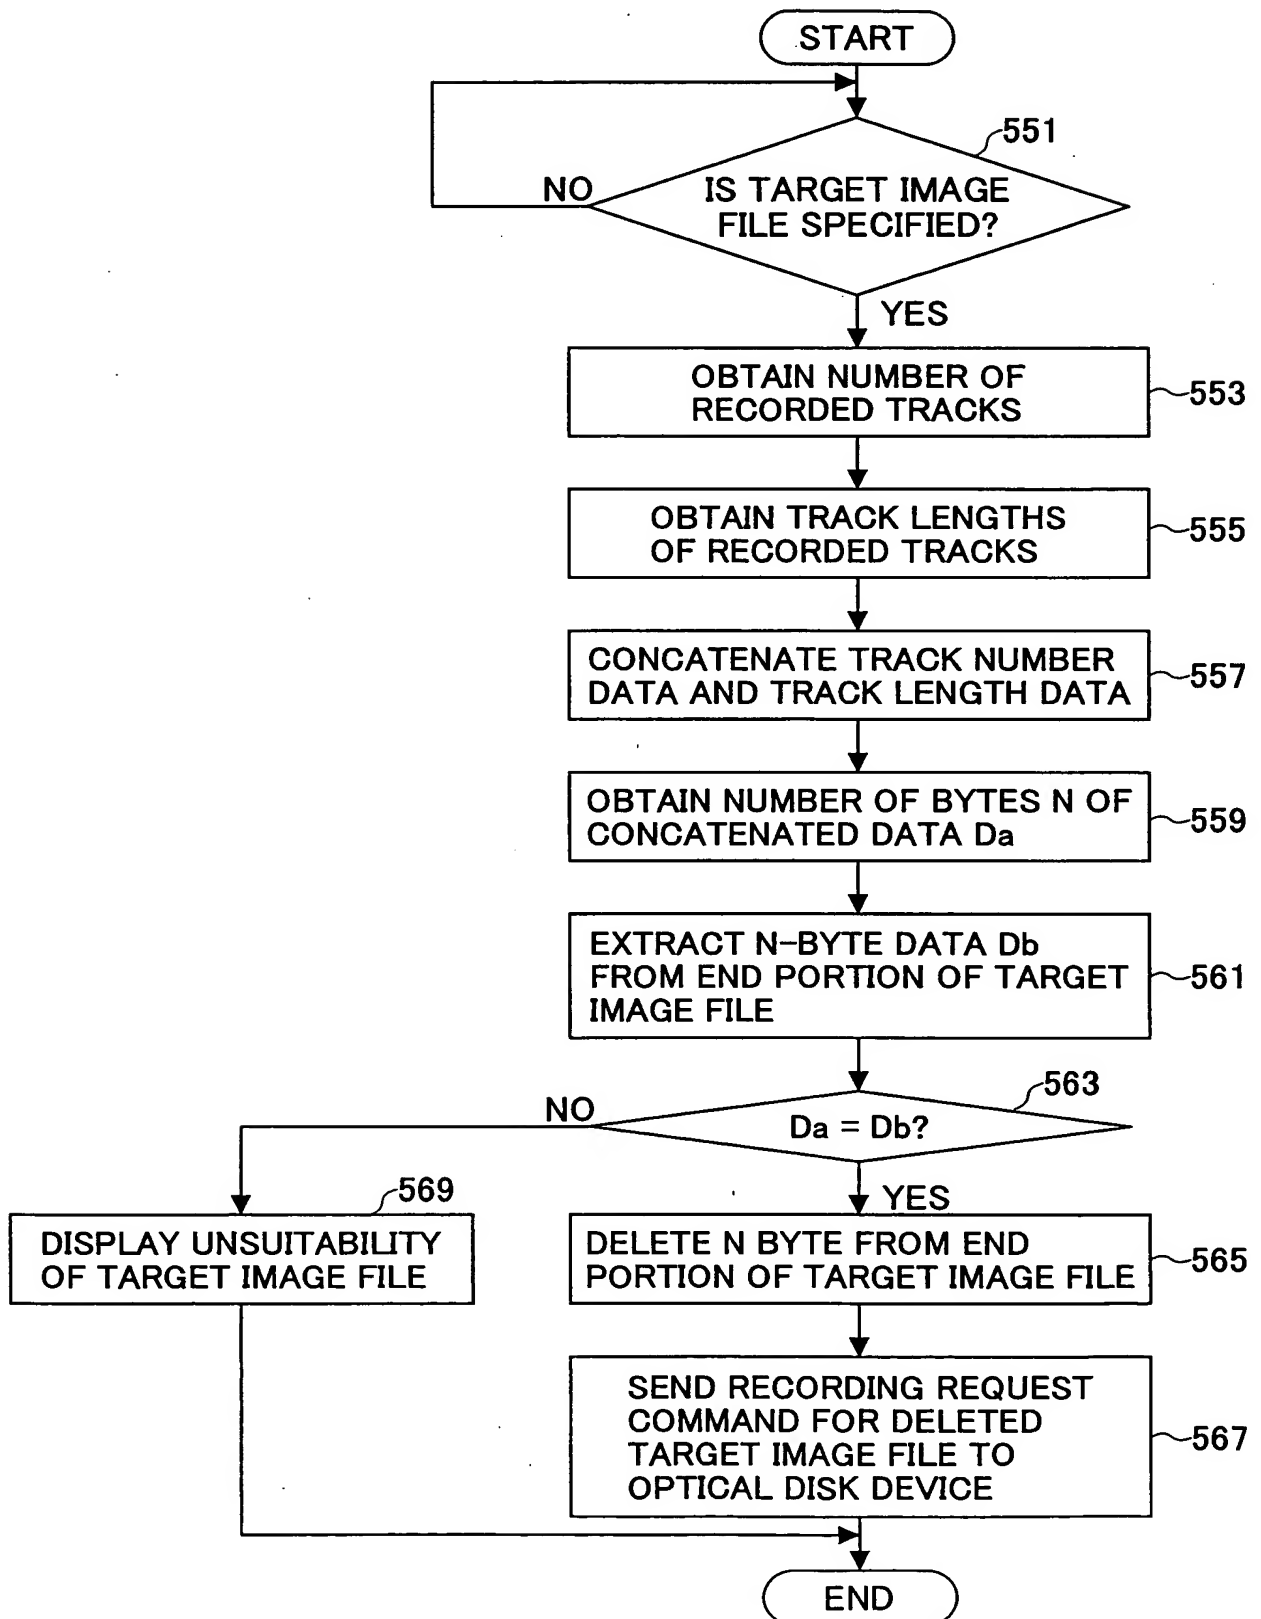 START
551
NO
IS TARGET IMAGE
FILE SPECIFIED?
YES
OBTAIN NUMBER OF
RECORDED TRACKS
553
OBTAIN TRACK LENGTHS
OF RECORDED TRACKS
555
CONCATENATE TRACK NUMBER
DATA AND TRACK LENGTH DATA
557
OBTAIN NUMBER OF BYTES N OF
CONCATENATED DATA Da
559
EXTRACT N-BYTE DATA Db
FROM END PORTION OF TARGET
IMAGE FILE
561
563
NO
Da = Db?
YES
569
DISPLAY UNSUITABILITY
OF TARGET IMAGE FILE
DELETE N BYTE FROM END
PORTION OF TARGET IMAGE FILE
565
SEND RECORDING REQUEST
COMMAND FOR DELETED
TARGET IMAGE FILE TO
OPTICAL DISK DEVICE
567
END